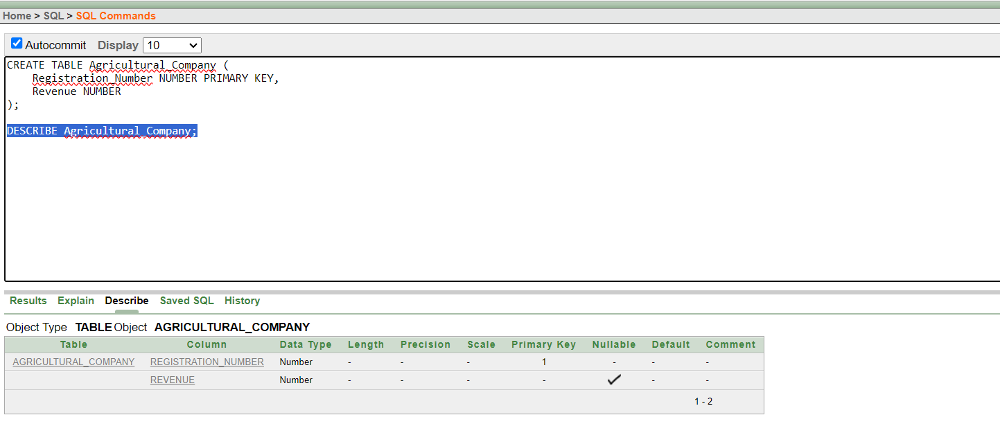 Home > SQL > SQL Commands
Autocommit Display 10
CREATE TABLE Agricultural_Company (
    Registration_Number NUMBER PRIMARY KEY,
    Revenue NUMBER
);
DESCRIBE Agricultural_Company;
Results Explain Describe Saved SQL History
Object Type TABLE Object AGRICULTURAL_COMPANY
Table Column Data Type Length Precision Scale Primary Key Nullable Default Comment
AGRICULTURAL_COMPANY REGISTRATION_NUMBER Number - - - 1 - - -
REVENUE Number - - - - ✓ - -
1 - 2